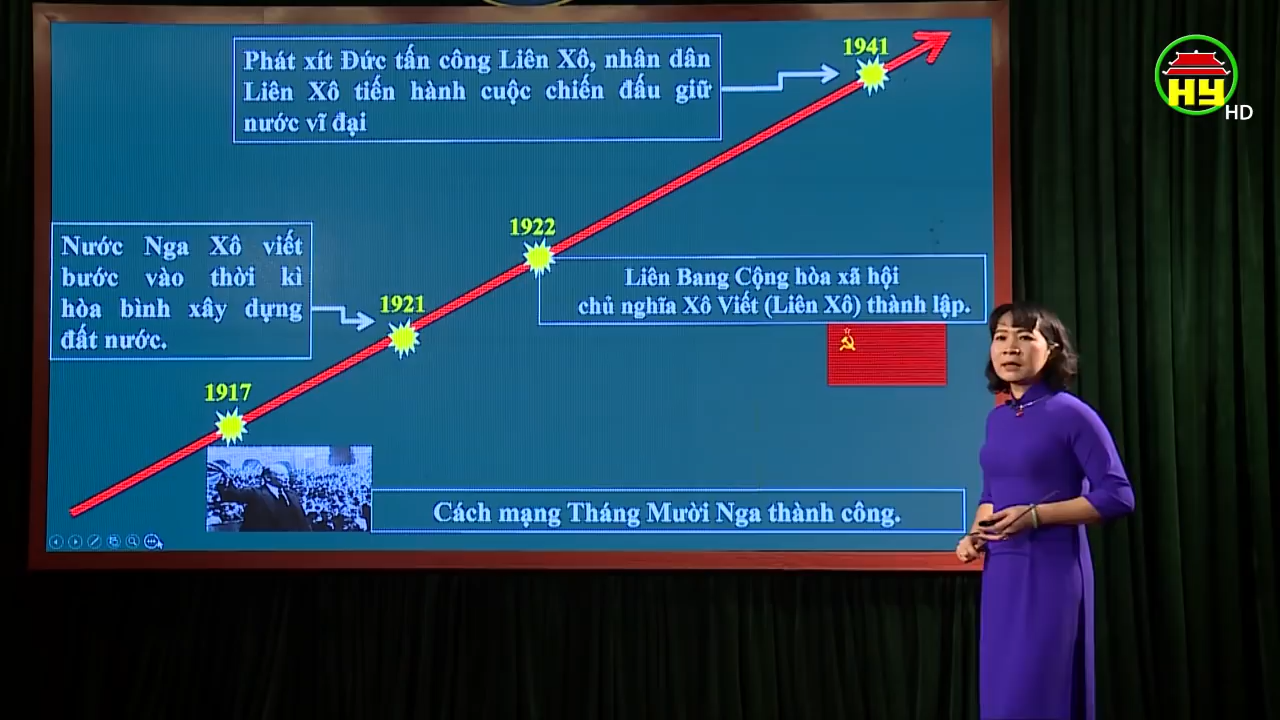 Phát xít Đức tấn công Liên Xô, nhân dân
Liên Xô tiến hành cuộc chiến đấu giữ
nước vĩ đại
1941
HY
HD
1922
Nước Nga Xô viết
bước vào thời kì
hòa bình xây dựng
đất nước.
Liên Bang Cộng hòa xã hội
chủ nghĩa Xô Viết (Liên Xô) thành lập.
1921
1917
Cách mạng Tháng Mười Nga thành công.